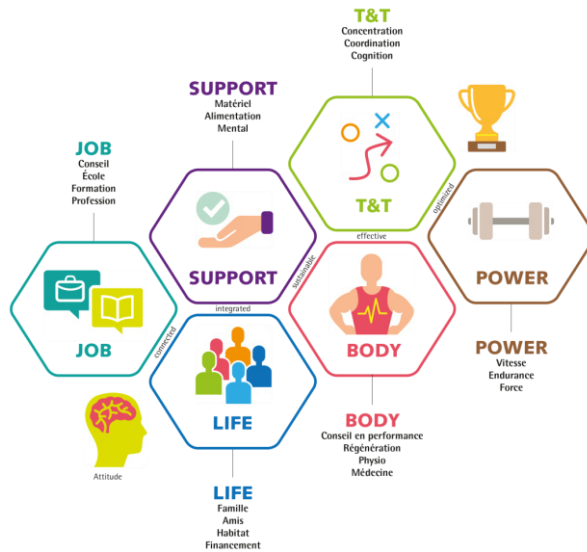 T&T
Concentration
Coordination
Cognition
SUPPORT
Matériel
Alimentation
Mental
JOB
Conseil
École
Formation
Profession
T&T
optimized
effective
SUPPORT
sustainable
integrated
POWER
JOB
connected
BODY
LIFE
POWER
Vitesse
Endurance
Force
BODY
Conseil en performance
Régénération
Physio
Médecine
Attitude
LIFE
Famille
Amis
Habitat
Financement